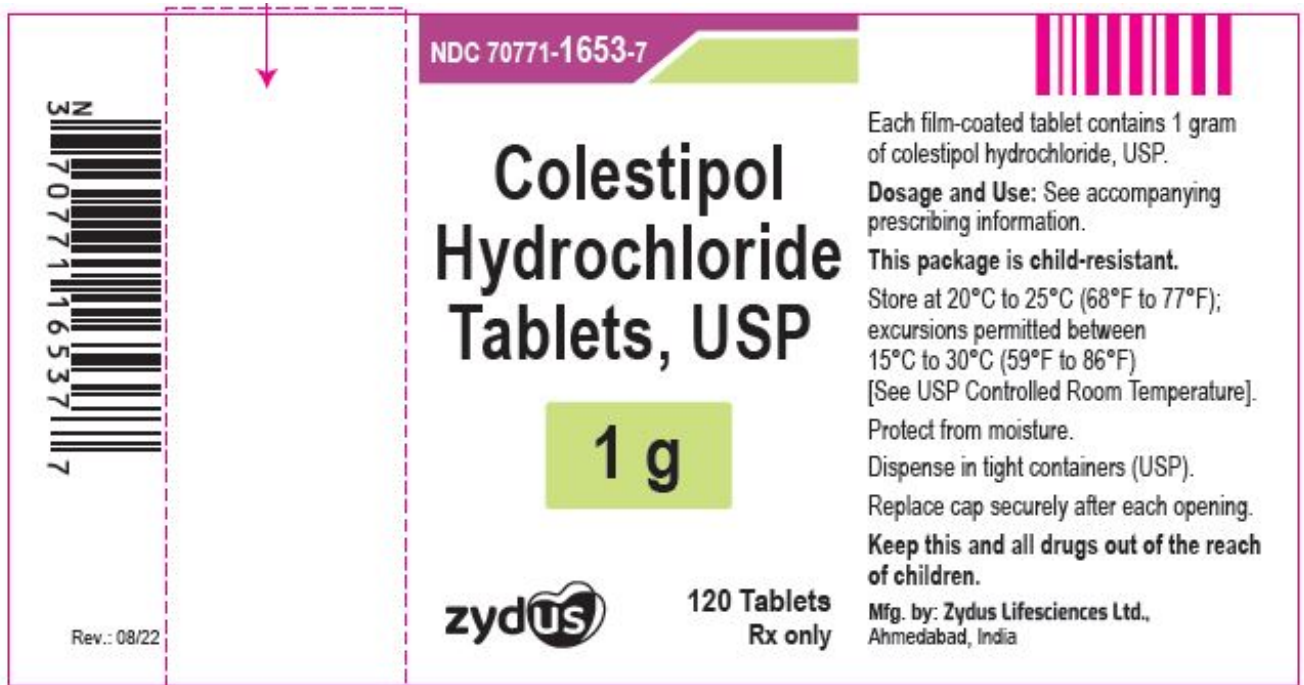 N
3 70771 16537 7
Rev.: 08/22
NDC 70771-1653-7
Colestipol
Hydrochloride
Tablets, USP
1 g
zydus
120 Tablets
Rx only
Each film-coated tablet contains 1 gram
of colestipol hydrochloride, USP.
Dosage and Use: See accompanying
prescribing information.
This package is child-resistant.
Store at 20°C to 25°C (68°F to 77°F);
excursions permitted between
15°C to 30°C (59°F to 86°F)
[See USP Controlled Room Temperature].
Protect from moisture.
Dispense in tight containers (USP).
Replace cap securely after each opening.
Keep this and all drugs out of the reach
of children.
Mfg. by: Zydus Lifesciences Ltd.,
Ahmedabad, India